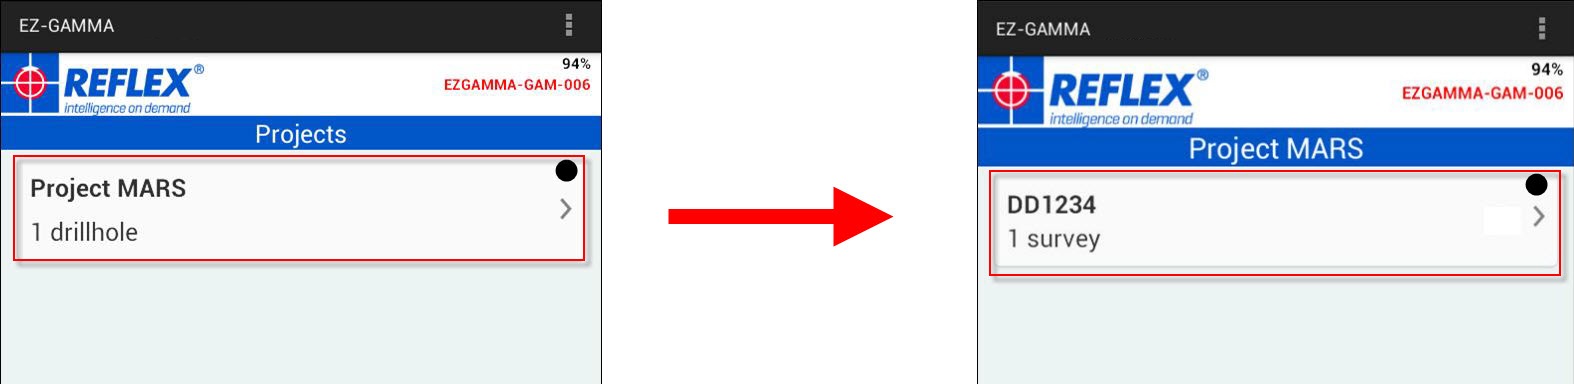 EZ-GAMMA
REFLEX®
intelligence on demand
94%
EZGAMMA-GAM-006
Projects
Project MARS
1 drillhole
EZ-GAMMA
REFLEX®
intelligence on demand
94%
EZGAMMA-GAM-006
Project MARS
DD1234
1 survey